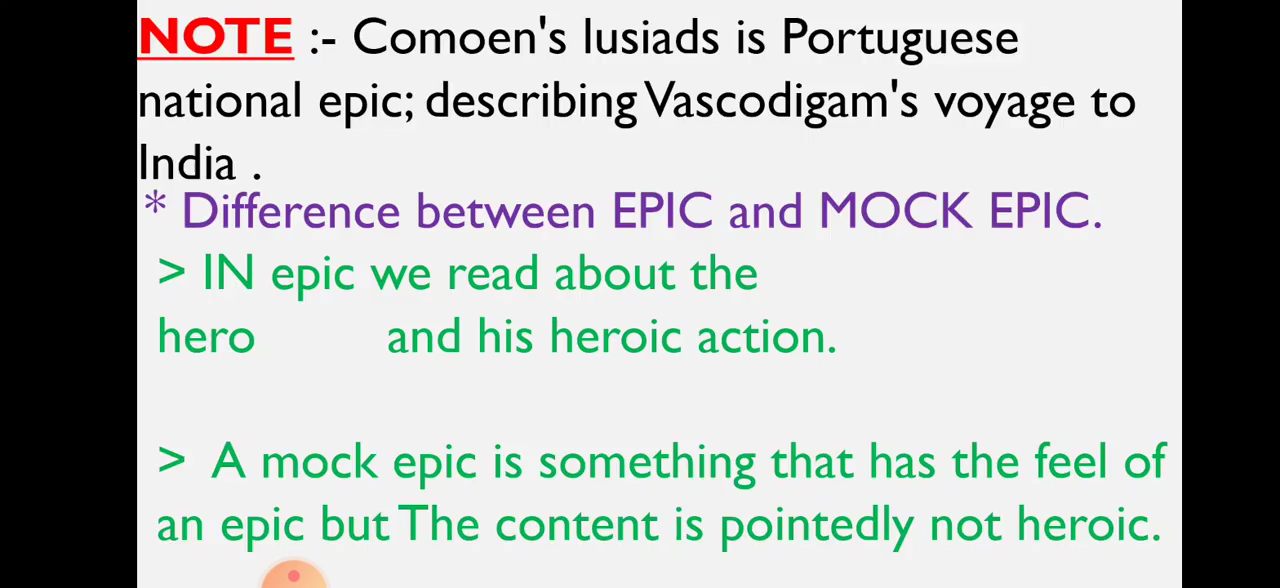 NOTE :- Comoen's lusiads is Portuguese
national epic; describing Vascodigam's voyage to
India .
* Difference between EPIC and MOCK EPIC.
> IN epic we read about the
hero and his heroic action.
> A mock epic is something that has the feel of
an epic but The content is pointedly not heroic.